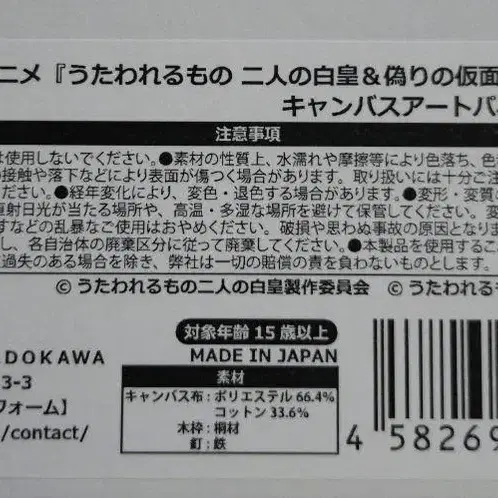 ニメ『うたわれるもの 二人の白皇＆偽りの仮面
キャンバスアートパ
注意事項
は使用しないでください。●素材の性質上、水濡れや摩擦等により色落ち、色
の接触や落下などにより表面が傷つく場合があります。取り扱いには十分ご注
ださい。●経年変化により、変色・退色する場合があります。●変形・変質
直射日光が当たる場所や、高温・多湿な場所を避けて保管してください。変
すなどの乱暴なご使用はおやめください。破損や思わぬ事故の原因となりま
し、各自治体の廃棄区分に従って廃棄してください。●本製品を使用するこ
過失のある場合を除き、弊社は一切の賠償の責を負わないものとします。
© うたわれるもの二人の白皇製作委員会 © うたわれるも
対象年齢 15 歳以上
ADOKAWA
MADE IN JAPAN
3-3
素材
フォーム】
キャンバス布：ポリエステル 66.4%
コットン 33.6%
/contact/
木枠：桐材
釘：鉄
4 58269